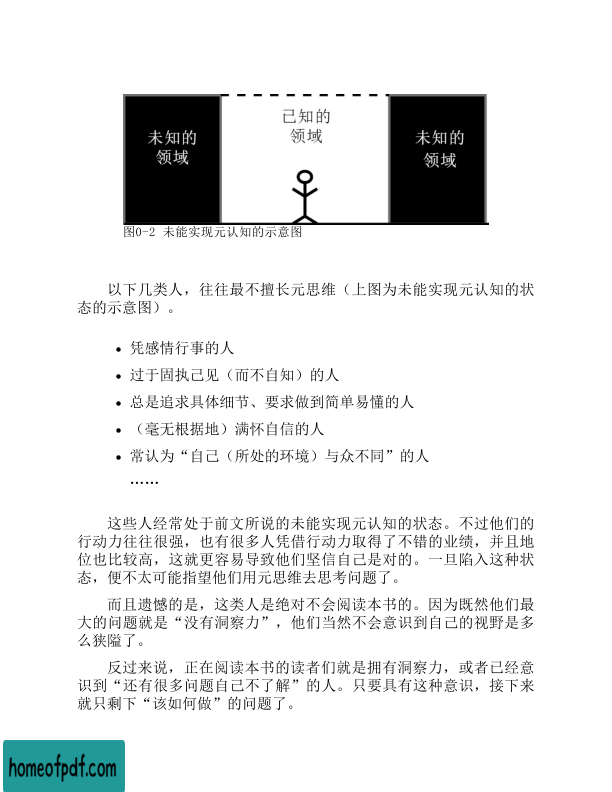 未知的
领域
已知的
领域
未知的
领域
图0-2 未能实现元认知的示意图
以下几类人，往往最不擅长元思维（上图为未能实现元认知的状
态的示意图）。
• 凭感情行事的人
• 过于固执己见（而不自知）的人
• 总是追求具体细节、要求做到简单易懂的人
• （毫无根据地）满怀自信的人
• 常认为“自己（所处的环境）与众不同”的人
……
这些人经常处于前文所说的未能实现元认知的状态。不过他们的
行动力往往很强，也有很多人凭借行动力取得了不错的业绩，并且地
位也比较高，这就更容易导致他们坚信自己是对的。一旦陷入这种状
态，便不太可能指望他们用元思维去思考问题了。
而且遗憾的是，这类人是绝对不会阅读本书的。因为既然他们最
大的问题就是“没有洞察力”，他们当然不会意识到自己的视野是多
么狭隘了。
反过来说，正在阅读本书的读者们就是拥有洞察力，或者已经意
识到“还有很多问题自己不了解”的人。只要具有这种意识，接下来
就只剩下“该如何做”的问题了。
homeofpdf.com